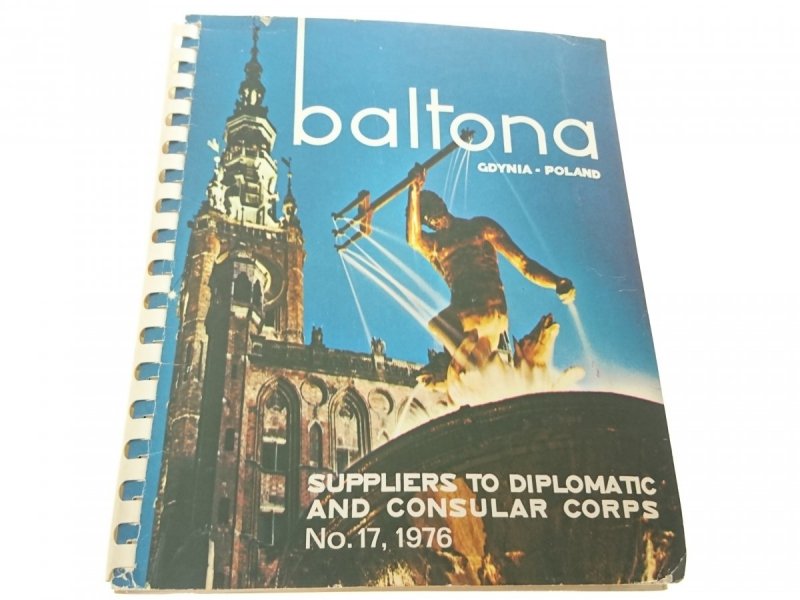 baltona
GDYNIA - POLAND
SUPPLIERS TO DIPLOMATIC
AND CONSULAR CORPS
No. 17, 1976